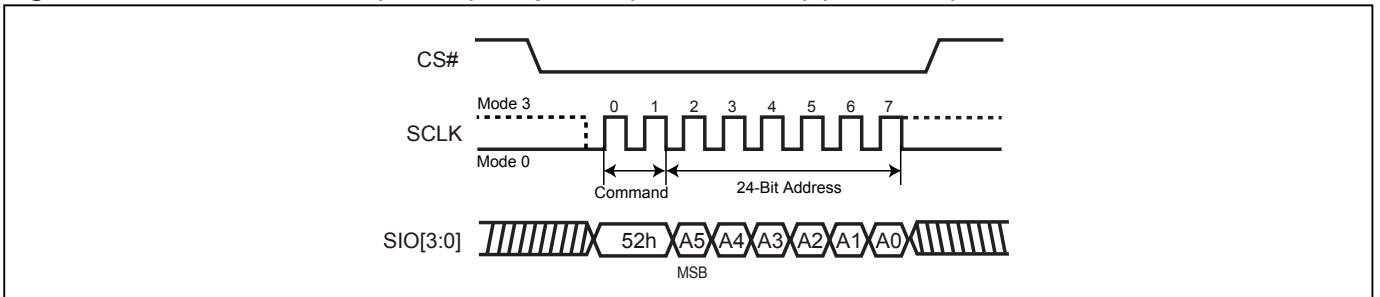 CS#
Mode 3
0 1 2 3 4 5 6 7
SCLK
Mode 0
Command
24-Bit Address
SIO[3:0] 52h A5 A4 A3 A2 A1 A0
MSB